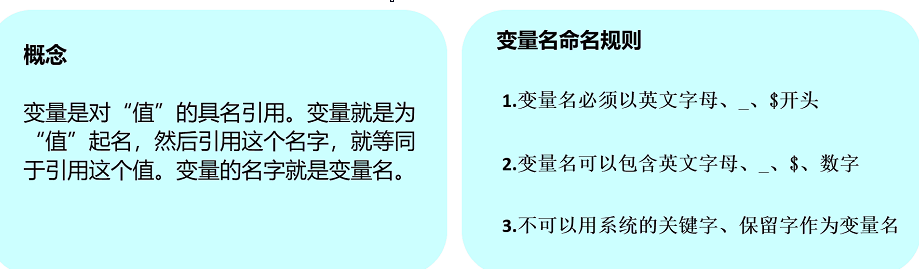 概念
变量是对“值”的具名引用。变量就是为
“值”起名，然后引用这个名字，就等同
于引用这个值。变量的名字就是变量名。
变量名命名规则
1.变量名必须以英文字母、_、$开头
2.变量名可以包含英文字母、_、$、数字
3.不可以用系统的关键字、保留字作为变量名